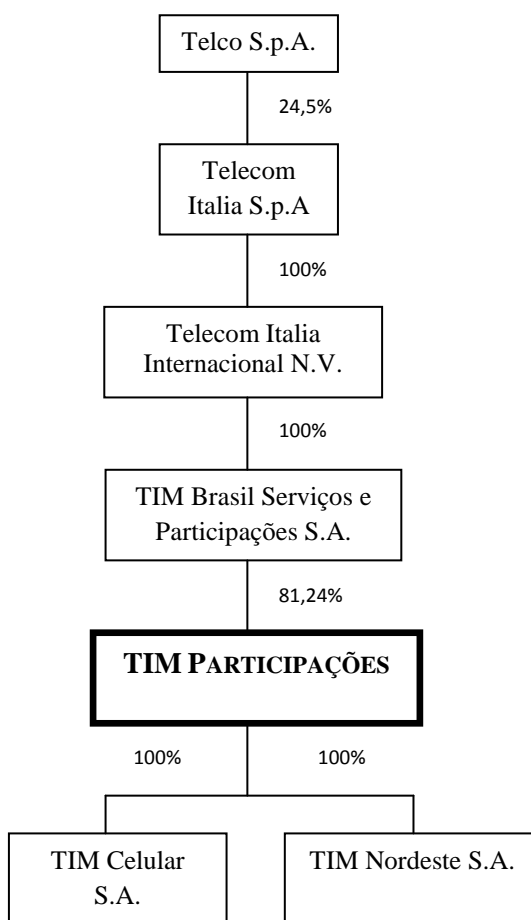 Telco S.p.A.
24,5%
Telecom
Italia S.p.A
100%
Telecom Italia
Internacional N.V.
100%
TIM Brasil Serviços e
Participações S.A.
81,24%
TIM PARTICIPAÇÕES
100%
100%
TIM Celular
S.A.
TIM Nordeste S.A.